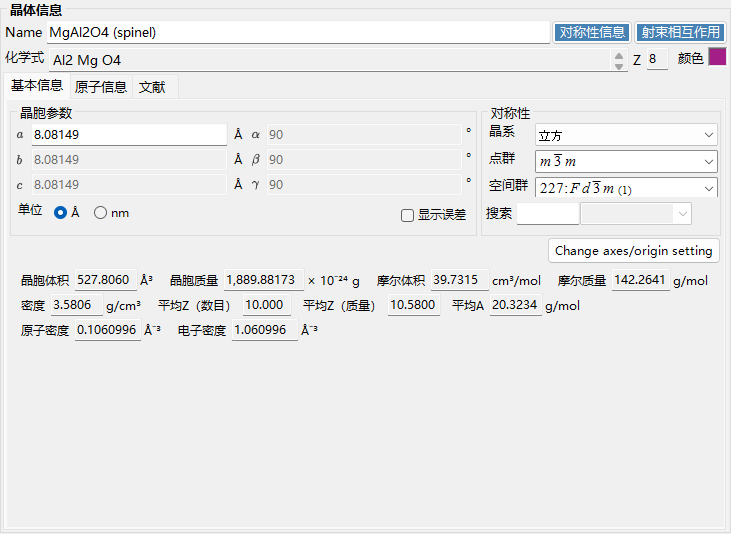 晶体信息
Name MgAl2O4 (spinel) 对称性信息 射束相互作用
化学式 Al2 Mg O4 Z 8 颜色
基本信息 原子信息 文献
晶胞参数 对称性
a 8.08149 Å α 90 ° 晶系 立方
b 8.08149 Å β 90 ° 点群 m 3̅ m
c 8.08149 Å γ 90 ° 空间群 227: F d 3̅ m (1)
单位 Å nm 显示误差 搜索
Change axes/origin setting
晶胞体积 527.8060 Å³ 晶胞质量 1,889.88173 × 10⁻²⁴ g 摩尔体积 39.7315 cm³/mol 摩尔质量 142.2641 g/mol
密度 3.5806 g/cm³ 平均Z（数目） 10.000 平均Z（质量） 10.5800 平均A 20.3234 g/mol
原子密度 0.1060996 Å⁻³ 电子密度 1.060996 Å⁻³